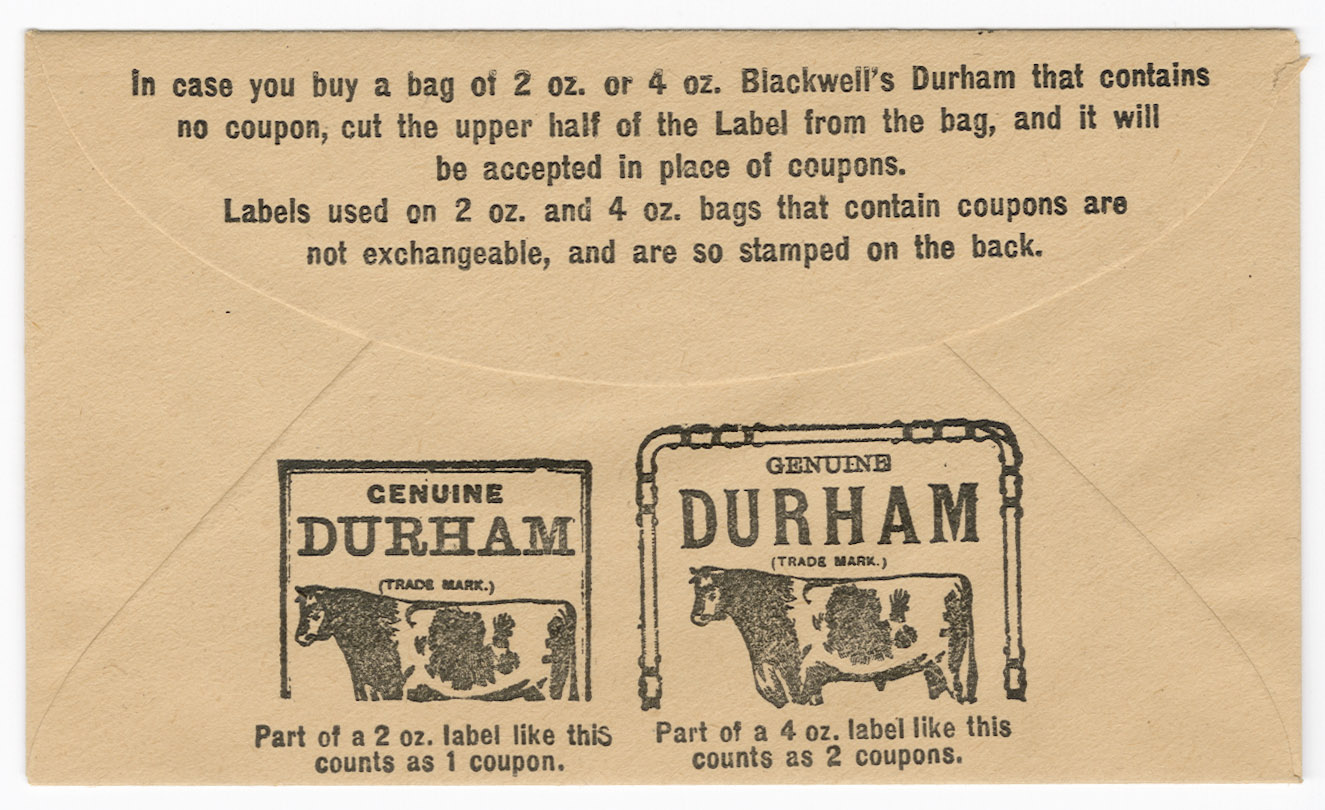 In case you buy a bag of 2 oz. or 4 oz. Blackwell's Durham that contains
no coupon, cut the upper half of the Label from the bag, and it will
be accepted in place of coupons.
Labels used on 2 oz. and 4 oz. bags that contain coupons are
not exchangeable, and are so stamped on the back.
GENUINE
DURHAM
(TRADE MARK.)
Part of a 2 oz. label like this
counts as 1 coupon.
GENUINE
DURHAM
(TRADE MARK.)
Part of a 4 oz. label like this
counts as 2 coupons.